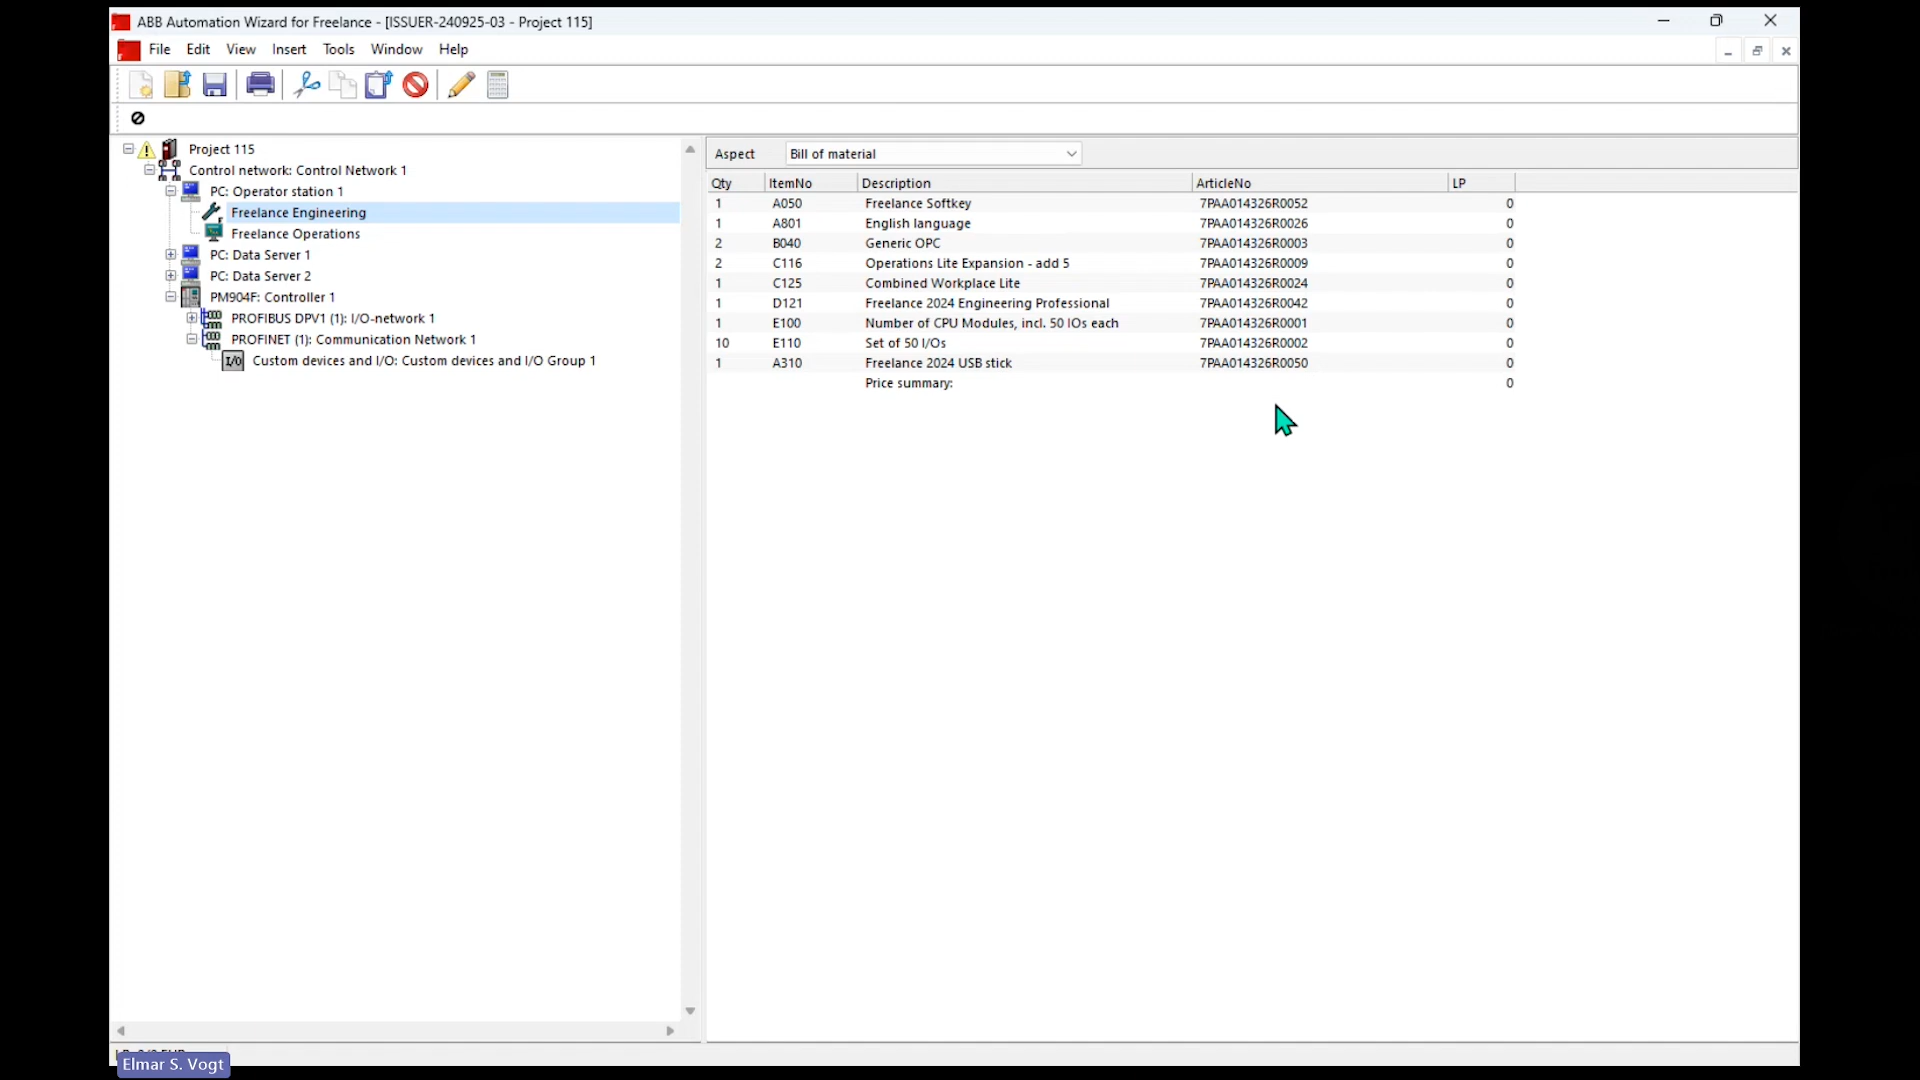 ABB Automation Wizard for Freelance - [ISSUER-240925-03 - Project 115]
File Edit View Insert Tools Window Help
Project 115
Control network: Control Network 1
PC: Operator station 1
Freelance Engineering
Freelance Operations
PC: Data Server 1
PC: Data Server 2
PM904F: Controller 1
PROFIBUS DPV1 (1): I/O-network 1
PROFINET (1): Communication Network 1
I/O Custom devices and I/O: Custom devices and I/O Group 1
Aspect Bill of material
Qty ItemNo Description ArticleNo LP
1 A050 Freelance Softkey 7PAA014326R0052 0
1 A801 English language 7PAA014326R0026 0
2 B040 Generic OPC 7PAA014326R0003 0
2 C116 Operations Lite Expansion - add 5 7PAA014326R0009 0
1 C125 Combined Workplace Lite 7PAA014326R0024 0
1 D121 Freelance 2024 Engineering Professional 7PAA014326R0042 0
1 E100 Number of CPU Modules, incl. 50 IOs each 7PAA014326R0001 0
10 E110 Set of 50 I/Os 7PAA014326R0002 0
1 A310 Freelance 2024 USB stick 7PAA014326R0050 0
Price summary: 0
Elmar S. Vogt